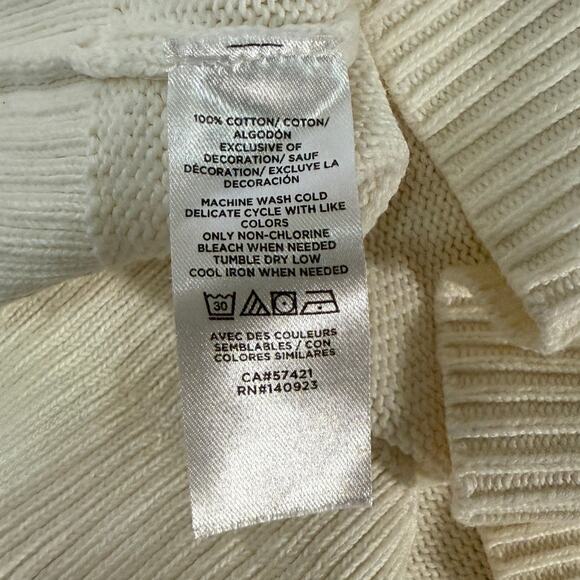 100% COTTON/ COTON/
ALGODÓN
EXCLUSIVE OF
DECORATION/ SAUF
DÉCORATION/ EXCLUYE LA
DECORACIÓN
MACHINE WASH COLD
DELICATE CYCLE WITH LIKE
COLORS
ONLY NON-CHLORINE
BLEACH WHEN NEEDED
TUMBLE DRY LOW
COOL IRON WHEN NEEDED
30
AVEC DES COULEURS
SEMBLABLES / CON
COLORES SIMILARES
CA#57421
RN#140923